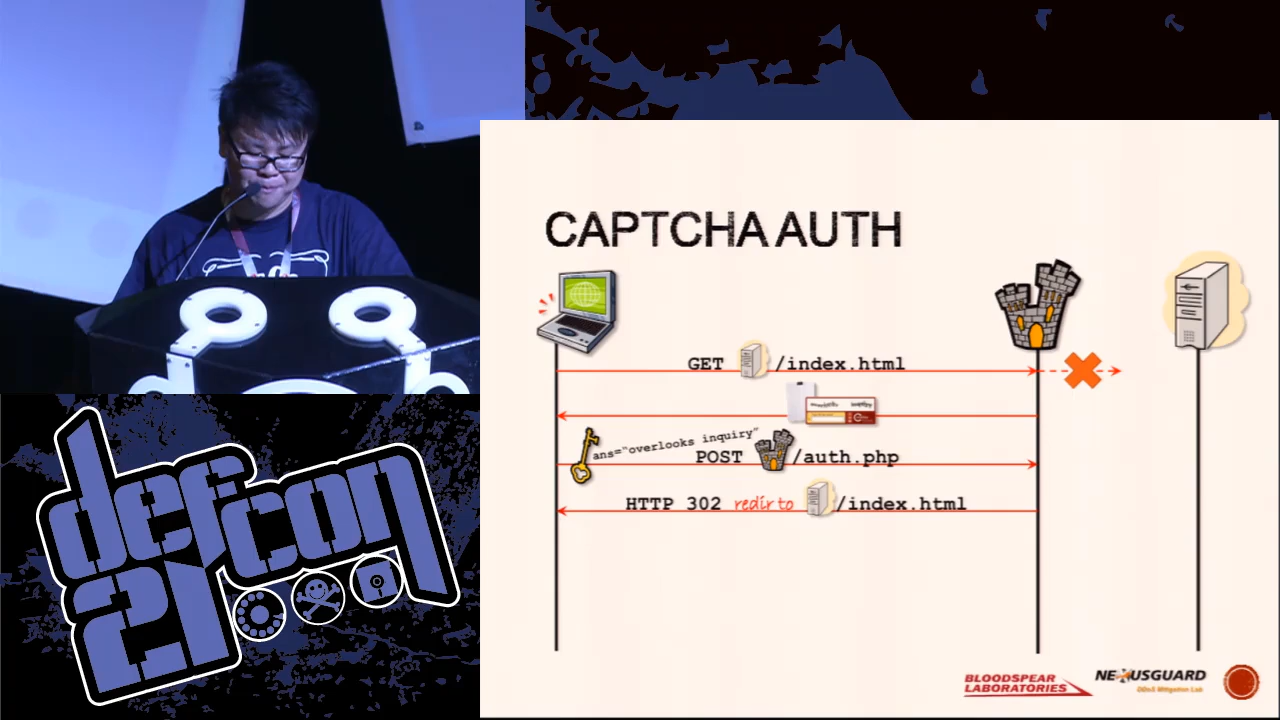 CAPTCHA AUTH
GET /index.html
ans="overlooks inquiry"
POST /auth.php
HTTP 302 redir to /index.html
BLOODSPEAR
LABORATORIES
NEXUSGUARD
DDoS Mitigation Lab
defcon
21